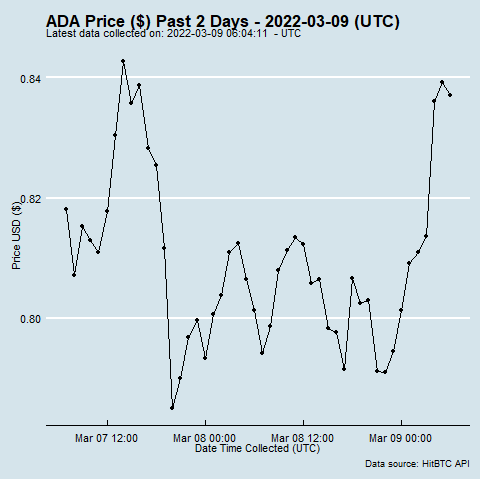 ADA Price ($) Past 2 Days - 2022-03-09 (UTC)
Latest data collected on: 2022-03-09 06:04:11  - UTC
0.84
0.82
0.80
Price USD ($)
Mar 07 12:00
Mar 08 00:00
Mar 08 12:00
Mar 09 00:00
Date Time Collected (UTC)
Data source: HitBTC API